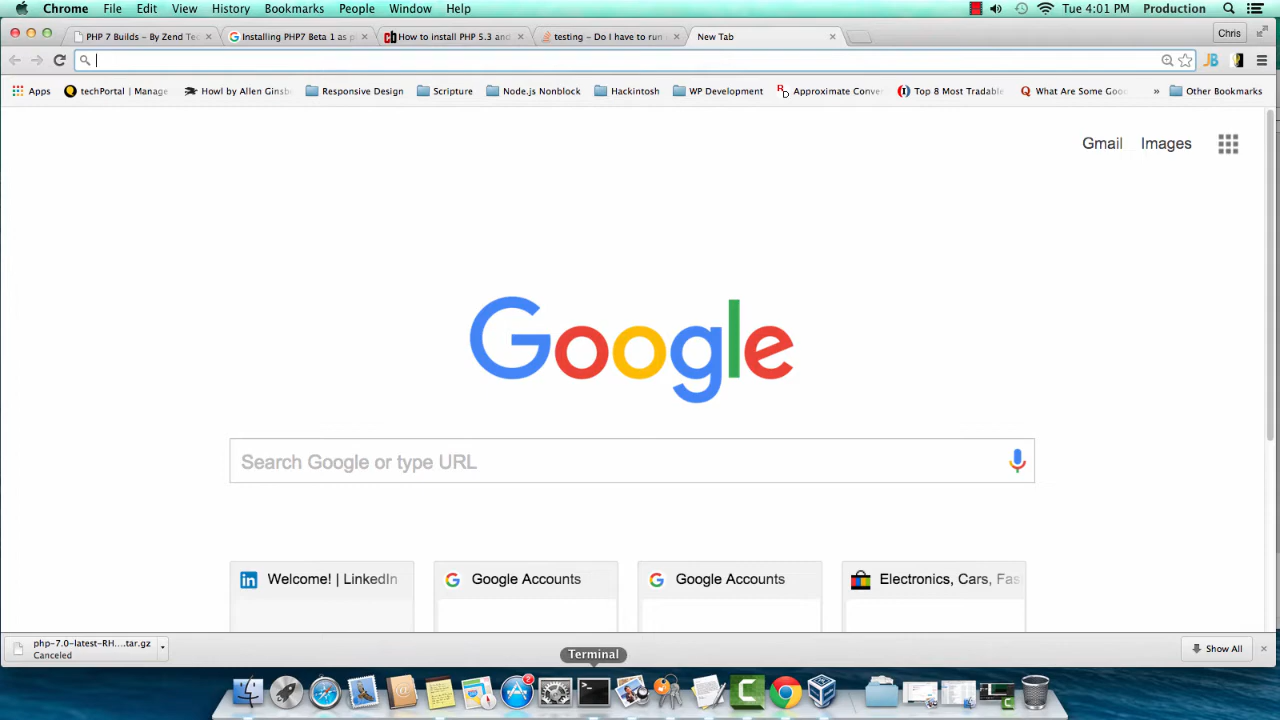 Chrome File Edit View History Bookmarks People Window Help Tue 4:01 PM Production
PHP 7 Builds – By Zend Tec
Installing PHP7 Beta 1 as p
How to install PHP 5.3 and
testing – Do I have to run
New Tab
Chris
Apps
techPortal | Manage
Howl by Allen Ginsb
Responsive Design
Scripture
Node.js Nonblock
Hackintosh
WP Development
Approximate Conver
Top 8 Most Tradabl
What Are Some Goo
»
Other Bookmarks
Gmail Images
Google
Search Google or type URL
Welcome! | LinkedIn
Google Accounts
Google Accounts
Electronics, Cars, Fas
php-7.0-latest-RH....tar.gz
Canceled
Show All
Terminal